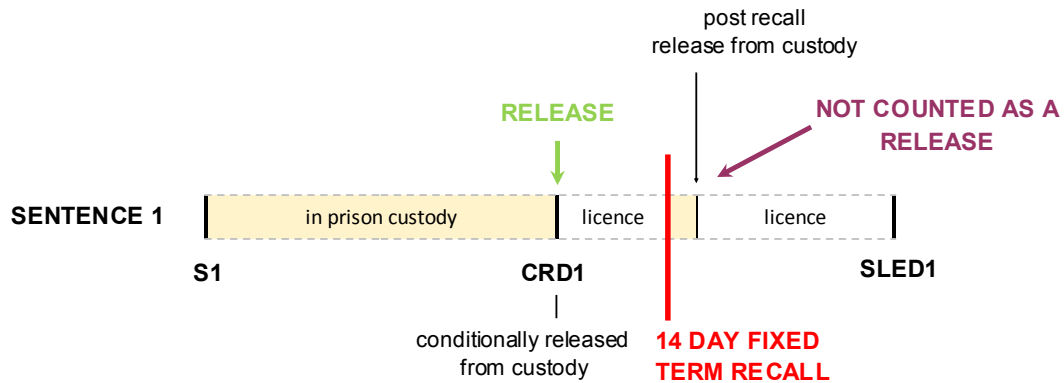 post recall
release from custody
RELEASE
NOT COUNTED AS A
RELEASE
SENTENCE 1
in prison custody
licence
licence
S1
CRD1
SLED1
conditionally released
from custody
14 DAY FIXED
TERM RECALL